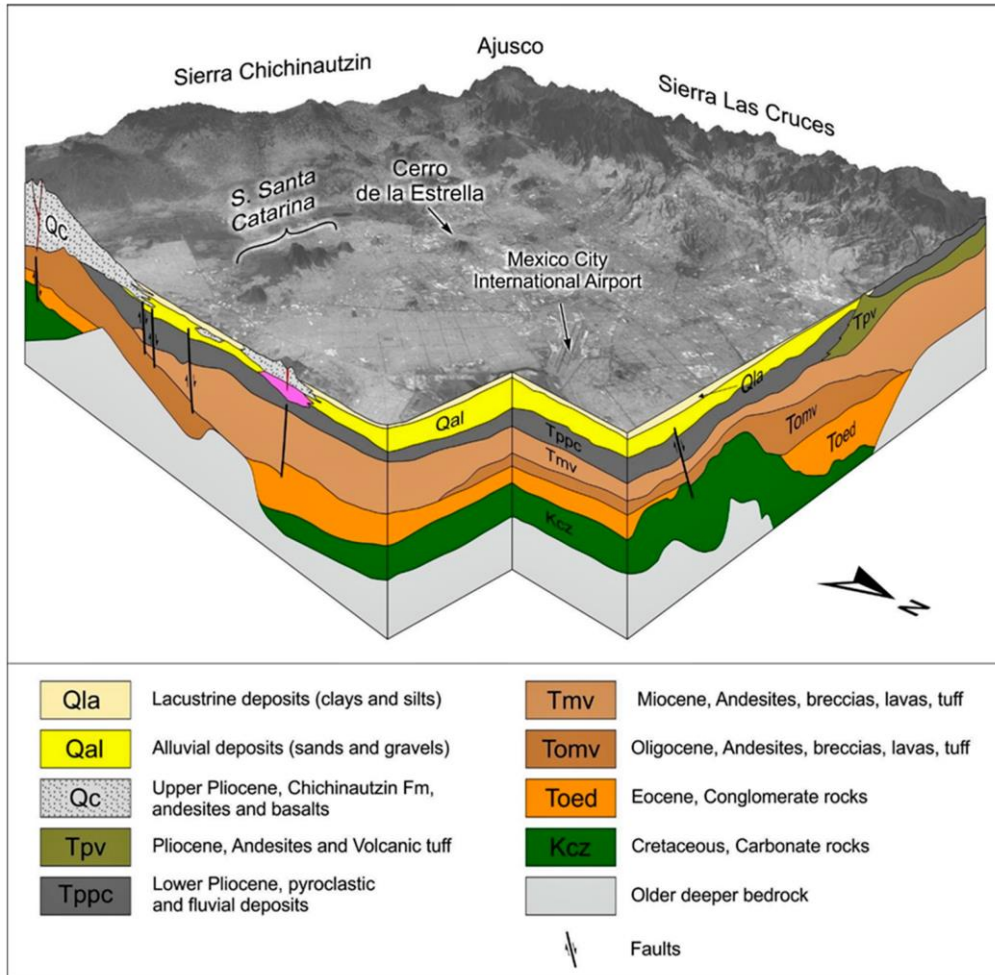 Ajusco
Sierra Chichinautzin
Sierra Las Cruces
Cerro
de la Estrella
S. Santa
Catarina
Mexico City
International Airport
Qc
Tpv
Qla
Qal
Tppc
Tomv
Tmv
Toed
Kcz
N
Qla Lacustrine deposits (clays and silts)
Qal Alluvial deposits (sands and gravels)
Qc Upper Pliocene, Chichinautzin Fm,
andesites and basalts
Tpv Pliocene, Andesites and Volcanic tuff
Tppc Lower Pliocene, pyroclastic
and fluvial deposits
Tmv Miocene, Andesites, breccias, lavas, tuff
Tomv Oligocene, Andesites, breccias, lavas, tuff
Toed Eocene, Conglomerate rocks
Kcz Cretaceous, Carbonate rocks
Older deeper bedrock
Faults